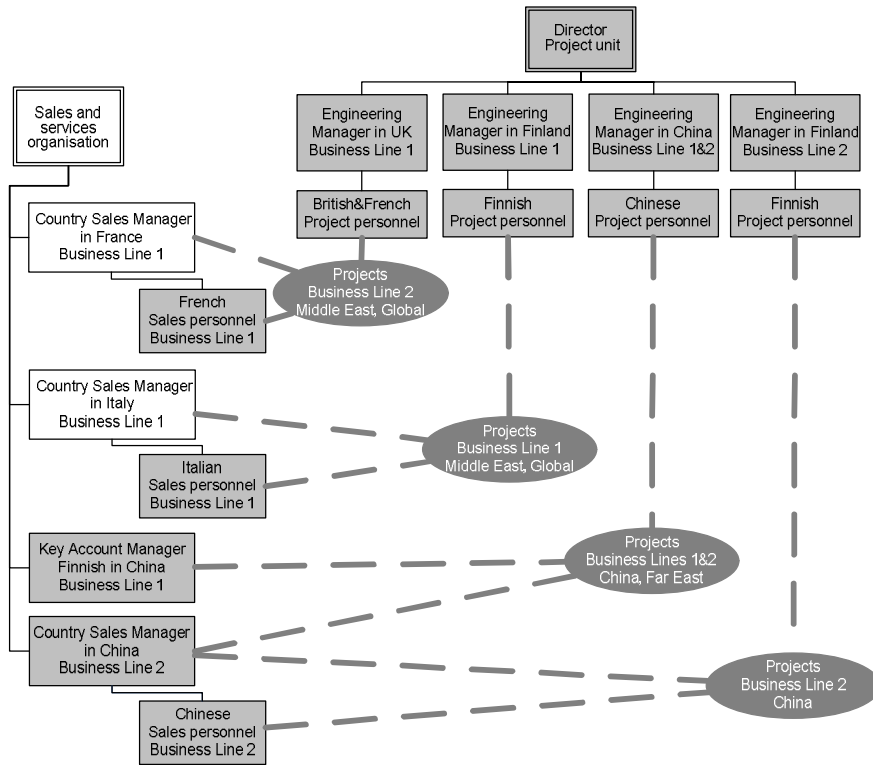 Director
Project unit
Sales and
services
organisation
Engineering
Manager in UK
Business Line 1
Engineering
Manager in Finland
Business Line 1
Engineering
Manager in China
Business Line 1&2
Engineering
Manager in Finland
Business Line 2
British&French
Project personnel
Finnish
Project personnel
Chinese
Project personnel
Finnish
Project personnel
Country Sales Manager
in France
Business Line 1
French
Sales personnel
Business Line 1
Projects
Business Line 2
Middle East, Global
Country Sales Manager
in Italy
Business Line 1
Italian
Sales personnel
Business Line 1
Projects
Business Line 1
Middle East, Global
Key Account Manager
Finnish in China
Business Line 1
Projects
Business Lines 1&2
China, Far East
Country Sales Manager
in China
Business Line 2
Chinese
Sales personnel
Business Line 2
Projects
Business Line 2
China